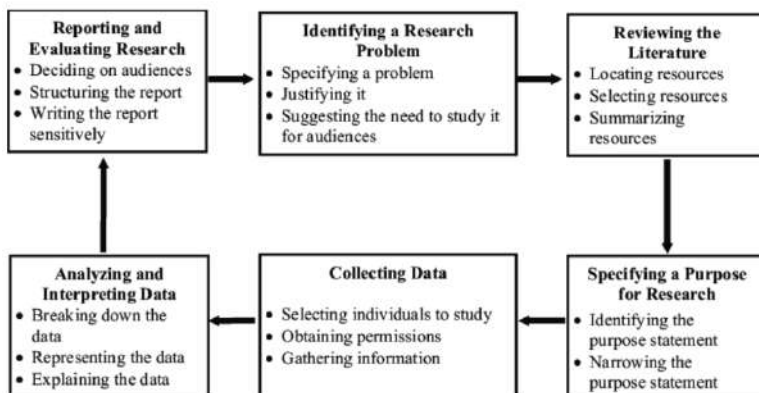 Reporting and
Evaluating Research
• Deciding on audiences
• Structuring the report
• Writing the report
sensitively
Identifying a Research
Problem
• Specifying a problem
• Justifying it
• Suggesting the need to study it
for audiences
Reviewing the
Literature
• Locating resources
• Selecting resources
• Summarizing
resources
Analyzing and
Interpreting Data
• Breaking down the
data
• Representing the data
• Explaining the data
Collecting Data
• Selecting individuals to study
• Obtaining permissions
• Gathering information
Specifying a Purpose
for Research
• Identifying the
purpose statement
• Narrowing the
purpose statement